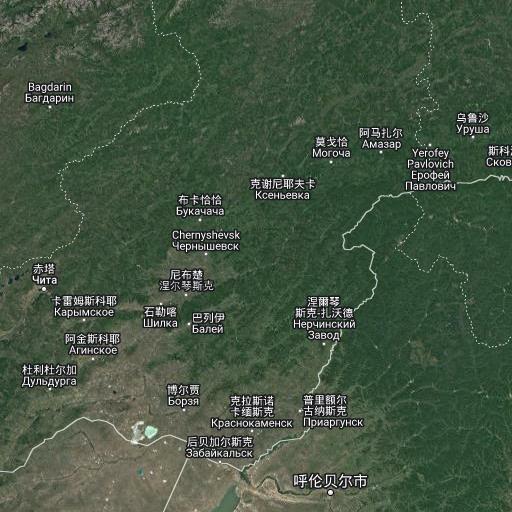 Bagdarin
Багдарин
乌鲁沙
Уруша
阿马扎尔
Амазар
莫戈恰
Могоча
Yerofey
Pavlovich
Ерофей
Павлович
克谢尼耶夫卡
Ксеньевка
布卡恰恰
Букачача
Chernyshevsk
Чернышевск
赤塔
Чита
尼布楚
涅尔琴斯克
卡雷姆斯科耶
Карымское
石勒喀
Шилка
巴列伊
Балей
涅爾琴
斯克-扎沃德
Нерчинский
Завод
阿金斯科耶
Агинское
杜利杜尔加
Дульдурга
博尔贾
Борзя
克拉斯诺
卡缅斯克
Краснокаменск
普里额尔
古纳斯克
Приаргунск
后贝加尔斯克
Забайкальск
呼伦贝尔市